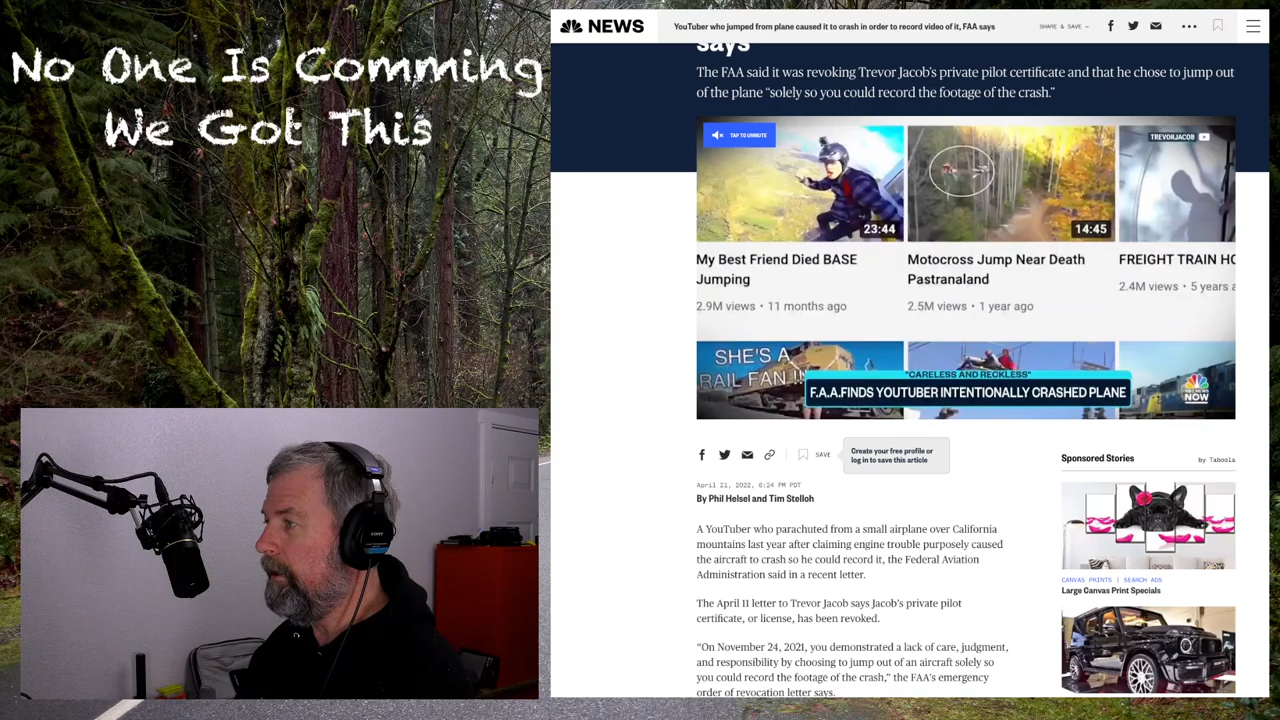 No One Is Comming
We Got This
NEWS
YouTuber who jumped from plane caused it to crash in order to record video of it, FAA says
SHARE & SAVE —
says
The FAA said it was revoking Trevor Jacob's private pilot certificate and that he chose to jump out
of the plane “solely so you could record the footage of the crash.”
TAP TO UNMUTE
TREVORJACOB
23:44
14:45
My Best Friend Died BASE
Jumping
2.9M views • 11 months ago
Motocross Jump Near Death
Pastranaland
2.5M views • 1 year ago
FREIGHT TRAIN HO
2.4M views • 5 years a
SHE'S A
RAIL FAN!!
"CARELESS AND RECKLESS"
F.A.A.FINDS YOUTUBER INTENTIONALLY CRASHED PLANE
NBC NEWS
NOW
SAVE
Create your free profile or
log in to save this article
Sponsored Stories
by Taboola
April 21, 2022, 6:24 PM PDT
By Phil Helsel and Tim Stelloh
A YouTuber who parachuted from a small airplane over California
mountains last year after claiming engine trouble purposely caused
the aircraft to crash so he could record it, the Federal Aviation
Administration said in a recent letter.
The April 11 letter to Trevor Jacob says Jacob's private pilot
certificate, or license, has been revoked.
“On November 24, 2021, you demonstrated a lack of care, judgment,
and responsibility by choosing to jump out of an aircraft solely so
you could record the footage of the crash,” the FAA's emergency
order of revocation letter says.
CANVAS PRINTS | SEARCH ADS
Large Canvas Print Specials
SONY